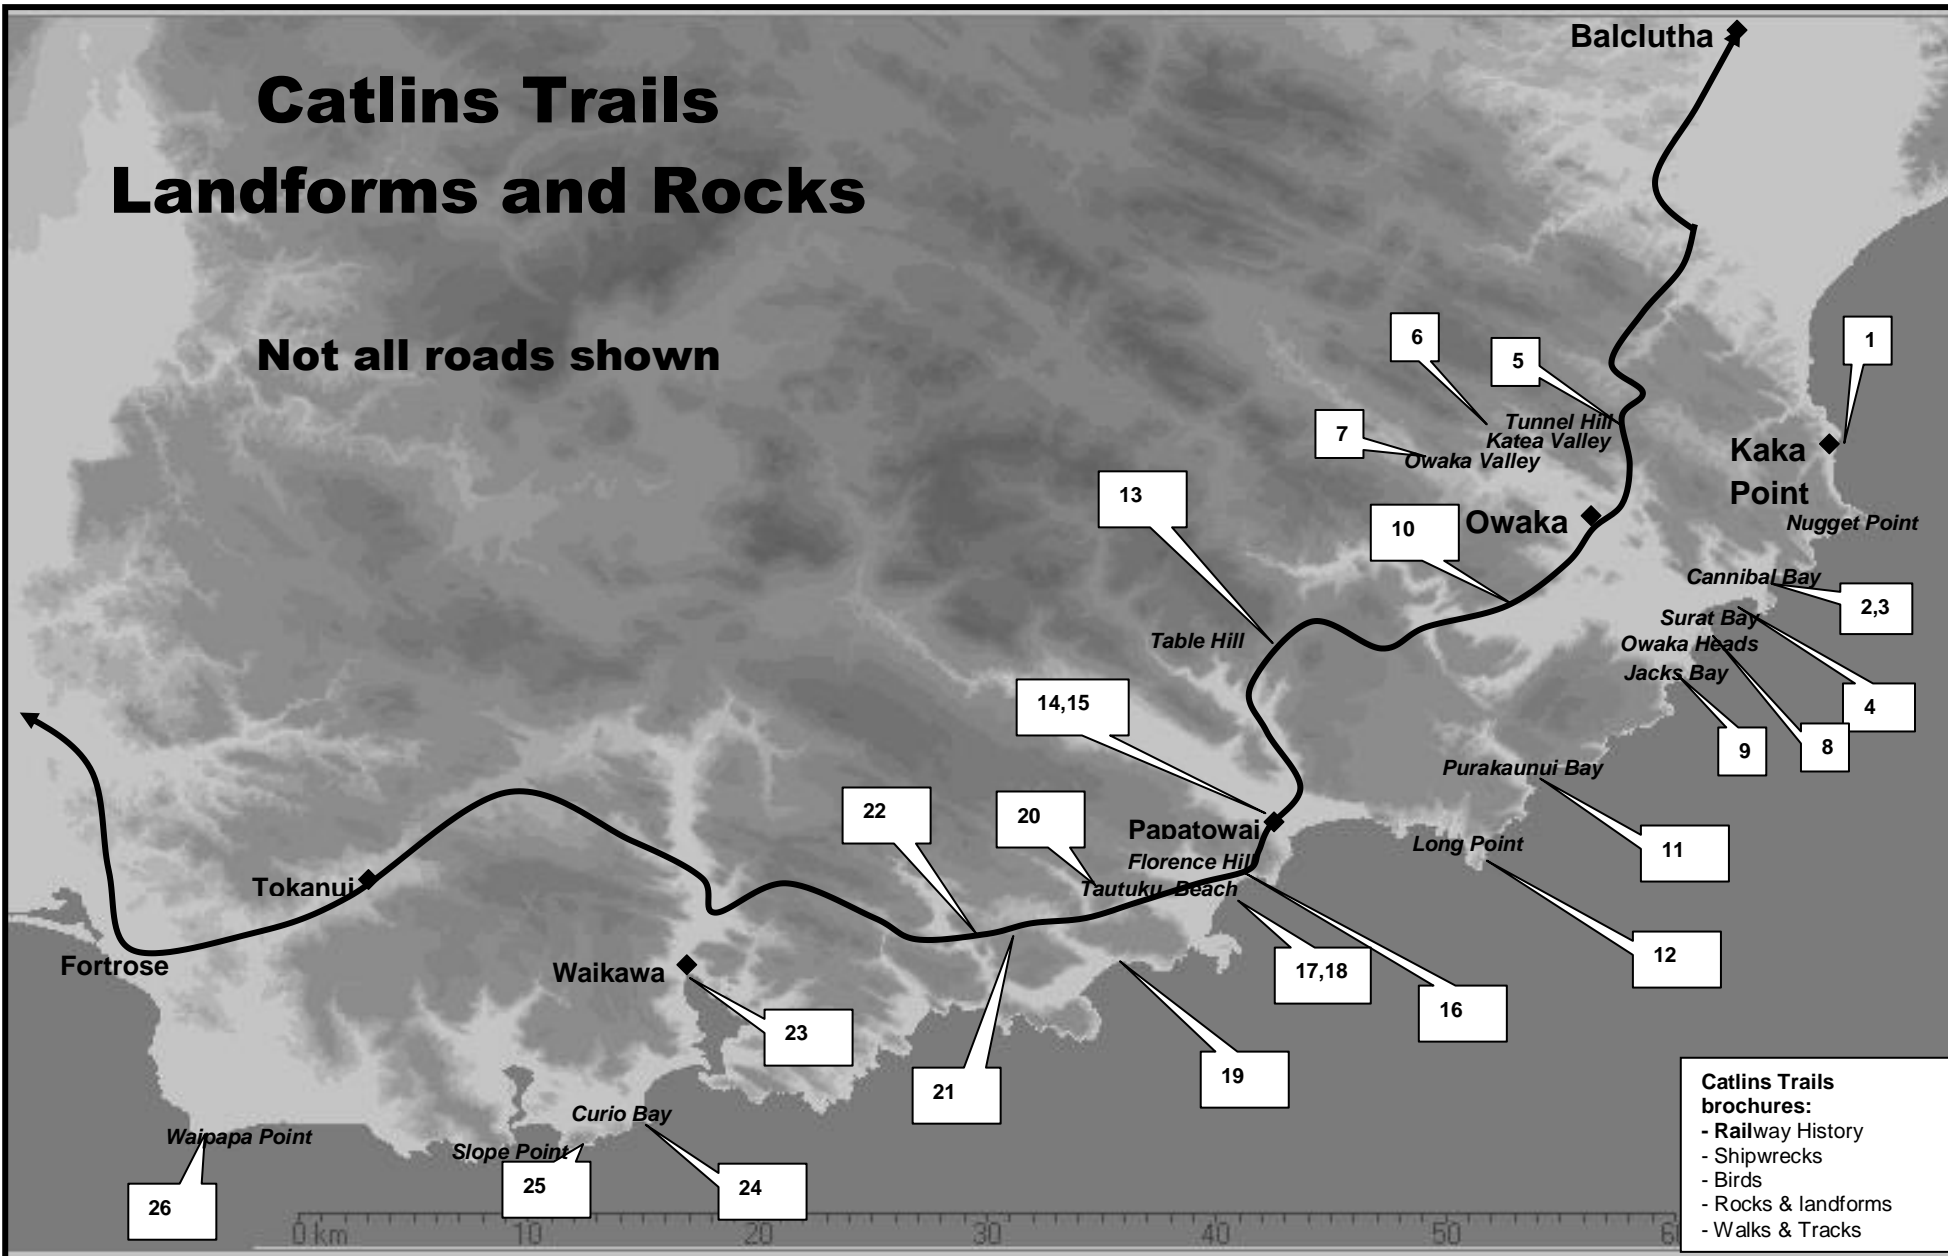 Balclutha
Catlins Trails
Landforms and Rocks
Not all roads shown
1
6
5
Tunnel Hill
Katea Valley
7
Owaka Valley
Kaka
Point
13
10
Owaka
Nugget Point
Cannibal Bay
2,3
Surat Bay
Table Hill
Owaka Heads
Jacks Bay
14,15
4
9
8
Purakaunui Bay
22
20
Papatowai
Long Point
11
Florence Hill
Tokanui
Tautuku Beach
12
Fortrose
Waikawa
17,18
16
23
19
21
Curio Bay
Waipapa Point
Slope Point
26
25
24
0 km 10 20 30 40 50 60
Catlins Trails
brochures:
- Railway History
- Shipwrecks
- Birds
- Rocks & landforms
- Walks & Tracks